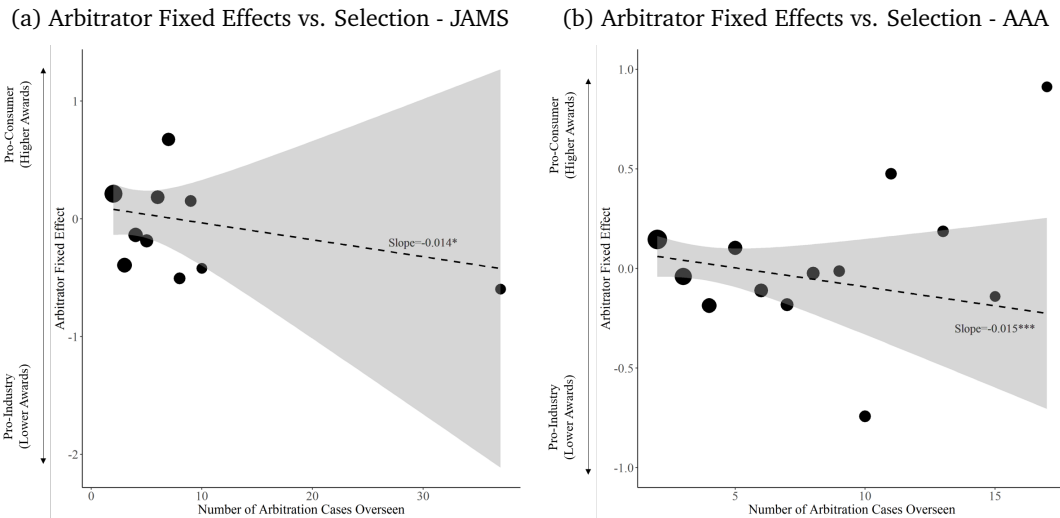 (a) Arbitrator Fixed Effects vs. Selection - JAMS
Pro-Consumer
(Higher Awards)
Pro-Industry
(Lower Awards)
Arbitrator Fixed Effect
1
0
-1
-2
Slope=-0.014*
0
10
20
30
Number of Arbitration Cases Overseen
(b) Arbitrator Fixed Effects vs. Selection - AAA
Pro-Consumer
(Higher Awards)
Pro-Industry
(Lower Awards)
Arbitrator Fixed Effect
1.0
0.5
0.0
-0.5
-1.0
Slope=-0.015***
5
10
15
Number of Arbitration Cases Overseen